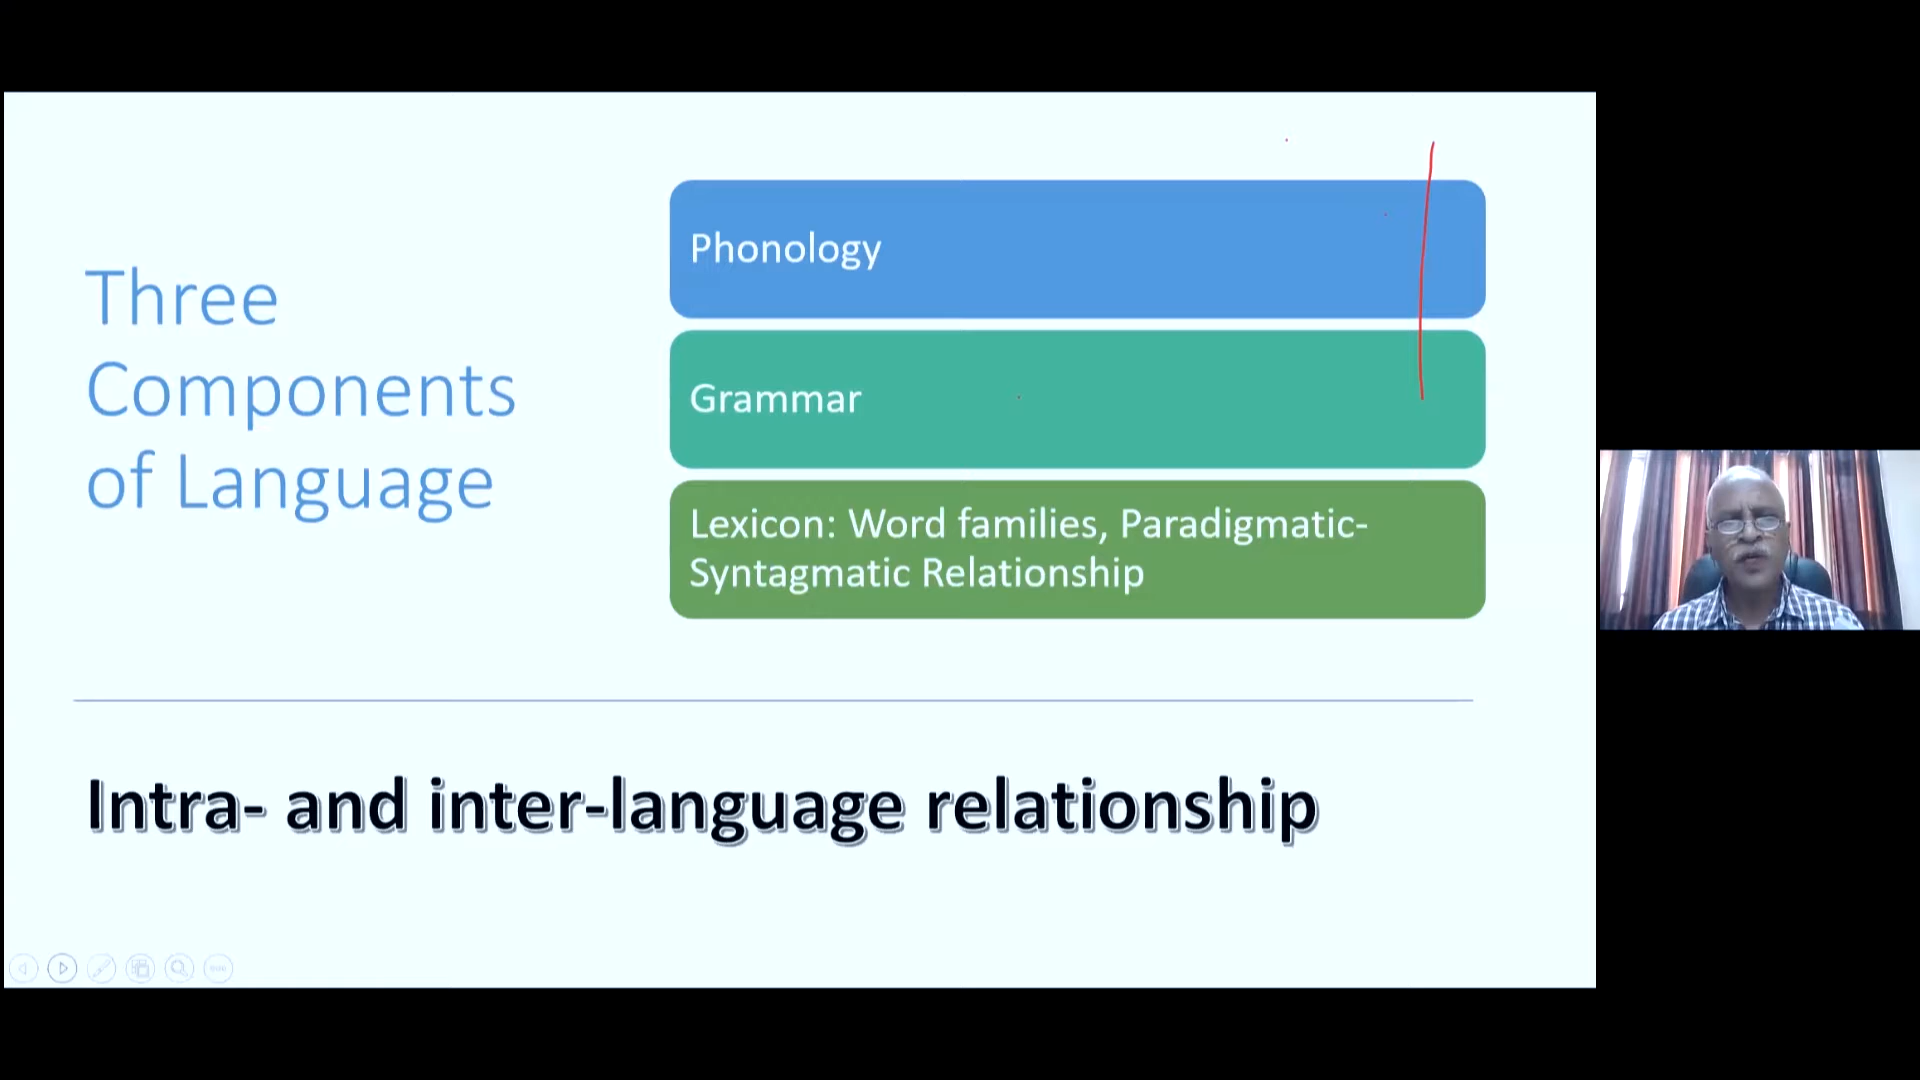 Three
Components
of Language
Phonology
Grammar
Lexicon: Word families, Paradigmatic-
Syntagmatic Relationship
Intra- and inter-language relationship